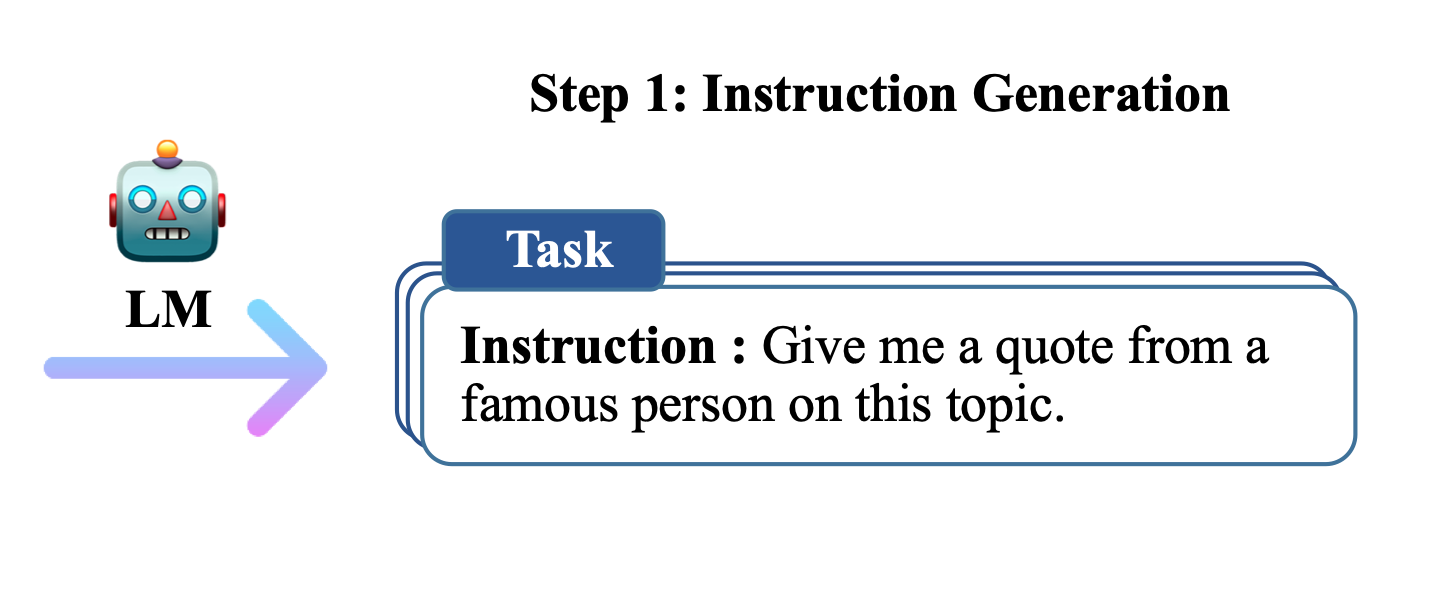 Step 1: Instruction Generation
LM
Task
Instruction : Give me a quote from a
famous person on this topic.